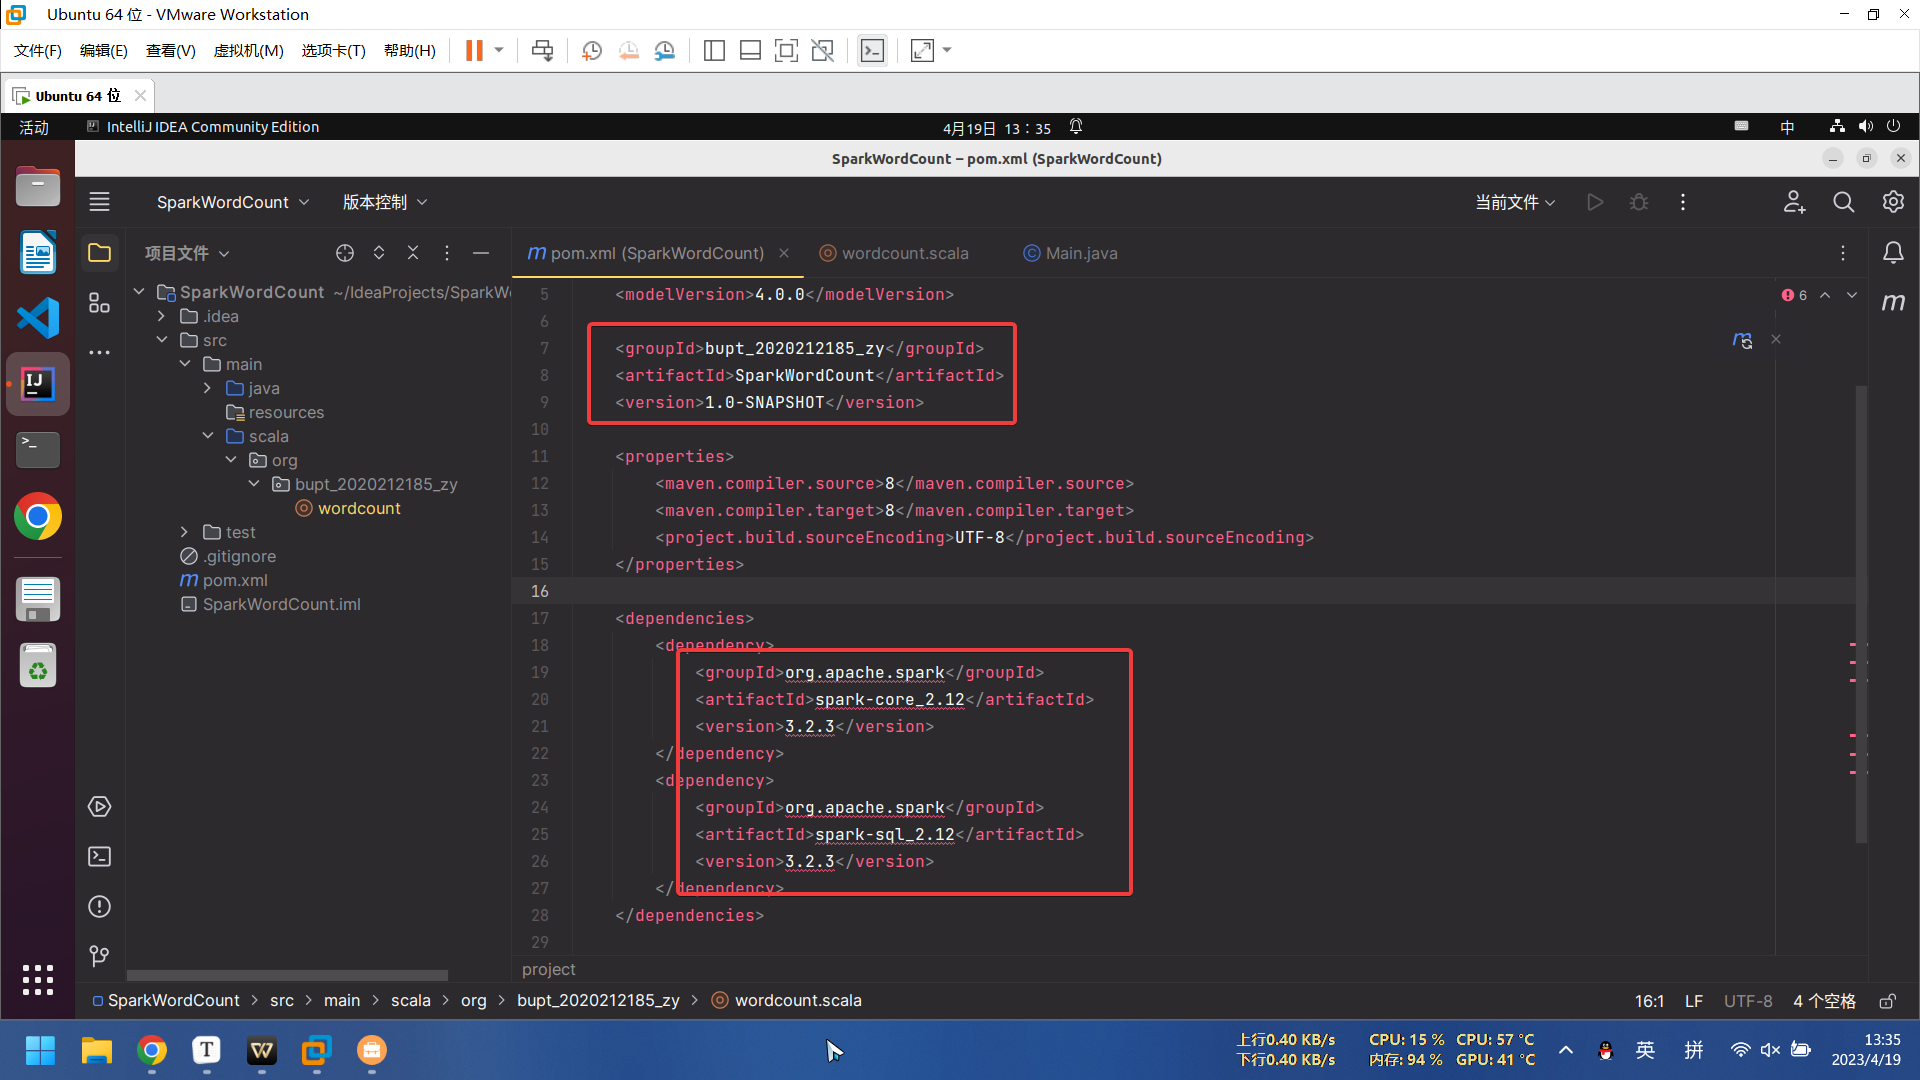 Ubuntu 64 位 - VMware Workstation
文件(F) 编辑(E) 查看(V) 虚拟机(M) 选项卡(T) 帮助(H)
Ubuntu 64 位
活动 IntelliJ IDEA Community Edition 4月19日 13：35 中
SparkWordCount – pom.xml (SparkWordCount)
SparkWordCount 版本控制 当前文件
项目文件
pom.xml (SparkWordCount) wordcount.scala Main.java
SparkWordCount ~/IdeaProjects/SparkW
.idea
src
main
java
resources
scala
org
bupt_2020212185_zy
wordcount
test
.gitignore
pom.xml
SparkWordCount.iml
6
5 <modelVersion>4.0.0</modelVersion>
6
7 <groupId>bupt_2020212185_zy</groupId>
8 <artifactId>SparkWordCount</artifactId>
9 <version>1.0-SNAPSHOT</version>
10
11 <properties>
12 <maven.compiler.source>8</maven.compiler.source>
13 <maven.compiler.target>8</maven.compiler.target>
14 <project.build.sourceEncoding>UTF-8</project.build.sourceEncoding>
15 </properties>
16
17 <dependencies>
18 <dependency>
19 <groupId>org.apache.spark</groupId>
20 <artifactId>spark-core_2.12</artifactId>
21 <version>3.2.3</version>
22 </dependency>
23 <dependency>
24 <groupId>org.apache.spark</groupId>
25 <artifactId>spark-sql_2.12</artifactId>
26 <version>3.2.3</version>
27 </dependency>
28 </dependencies>
29
project
SparkWordCount > src > main > scala > org > bupt_2020212185_zy > wordcount.scala
16:1 LF UTF-8 4 个空格
上行0.40 KB/s CPU: 15 % CPU: 57 °C
下行0.40 KB/s 内存: 94 % GPU: 41 °C
英 拼
13:35
2023/4/19